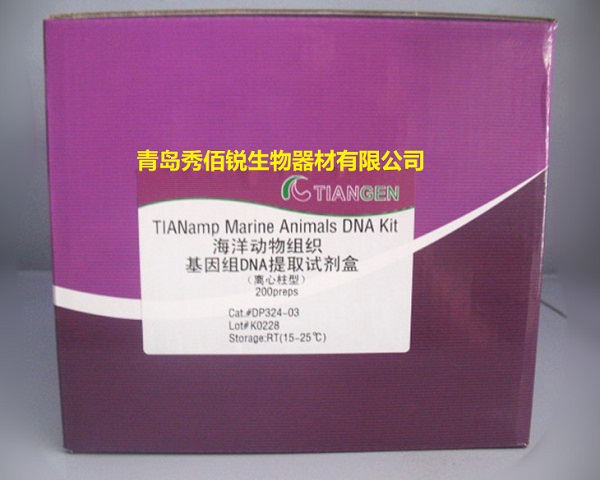 青岛秀佰锐生物器材有限公司
TIANGEN
TIANamp Marine Animals DNA Kit
海洋动物组织
基因组DNA提取试剂盒
（离心柱型）
200preps
Cat.#DP324-03
Lot#K0228
Storage:RT(15-25℃)